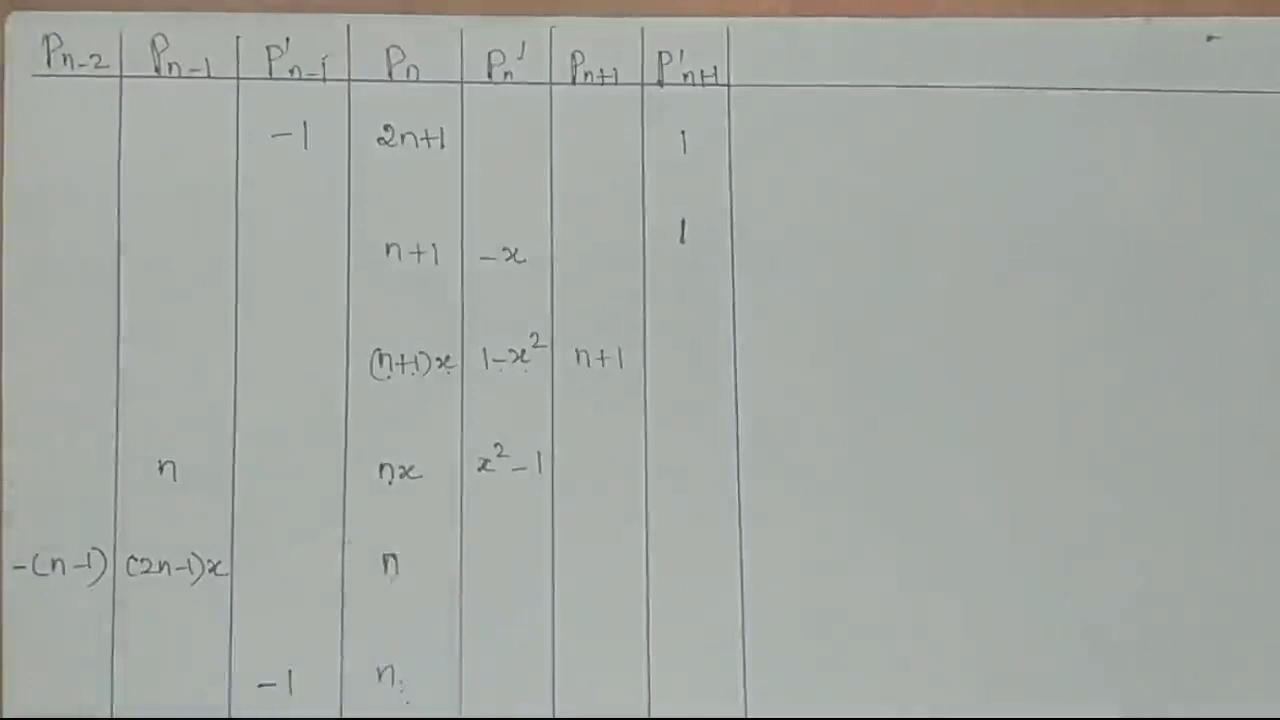 Pn-2 Pn-1 P'n-1 Pn Pn' Pn+1 P'n+1
-1 2n+1 1
n+1 -x 1
(n+1)x 1-x² n+1
n nx x²-1
-(n-1) (2n-1)x n
-1 n